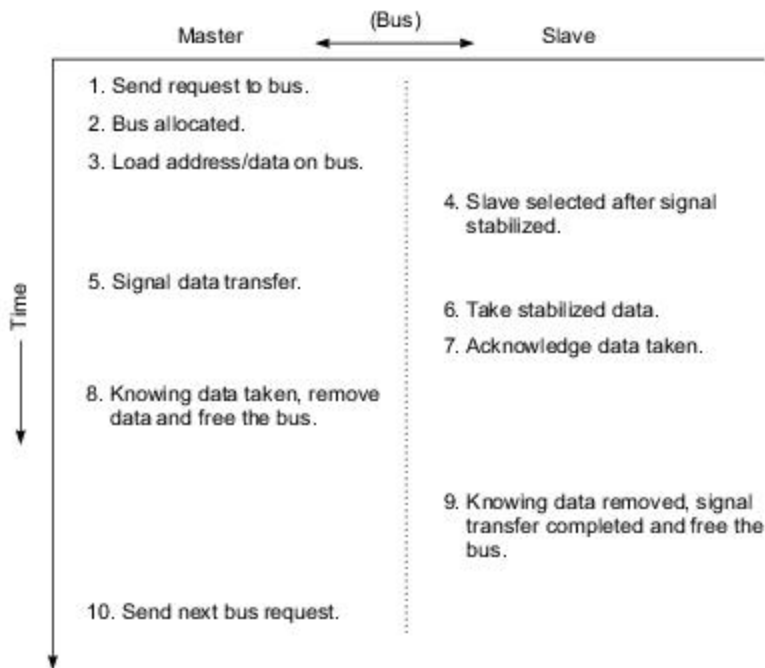 (Bus)
Master
Slave
1. Send request to bus.
2. Bus allocated.
3. Load address/data on bus.
4. Slave selected after signal
stabilized.
5. Signal data transfer.
6. Take stabilized data.
7. Acknowledge data taken.
8. Knowing data taken, remove
data and free the bus.
9. Knowing data removed, signal
transfer completed and free the
bus.
10. Send next bus request.
Time